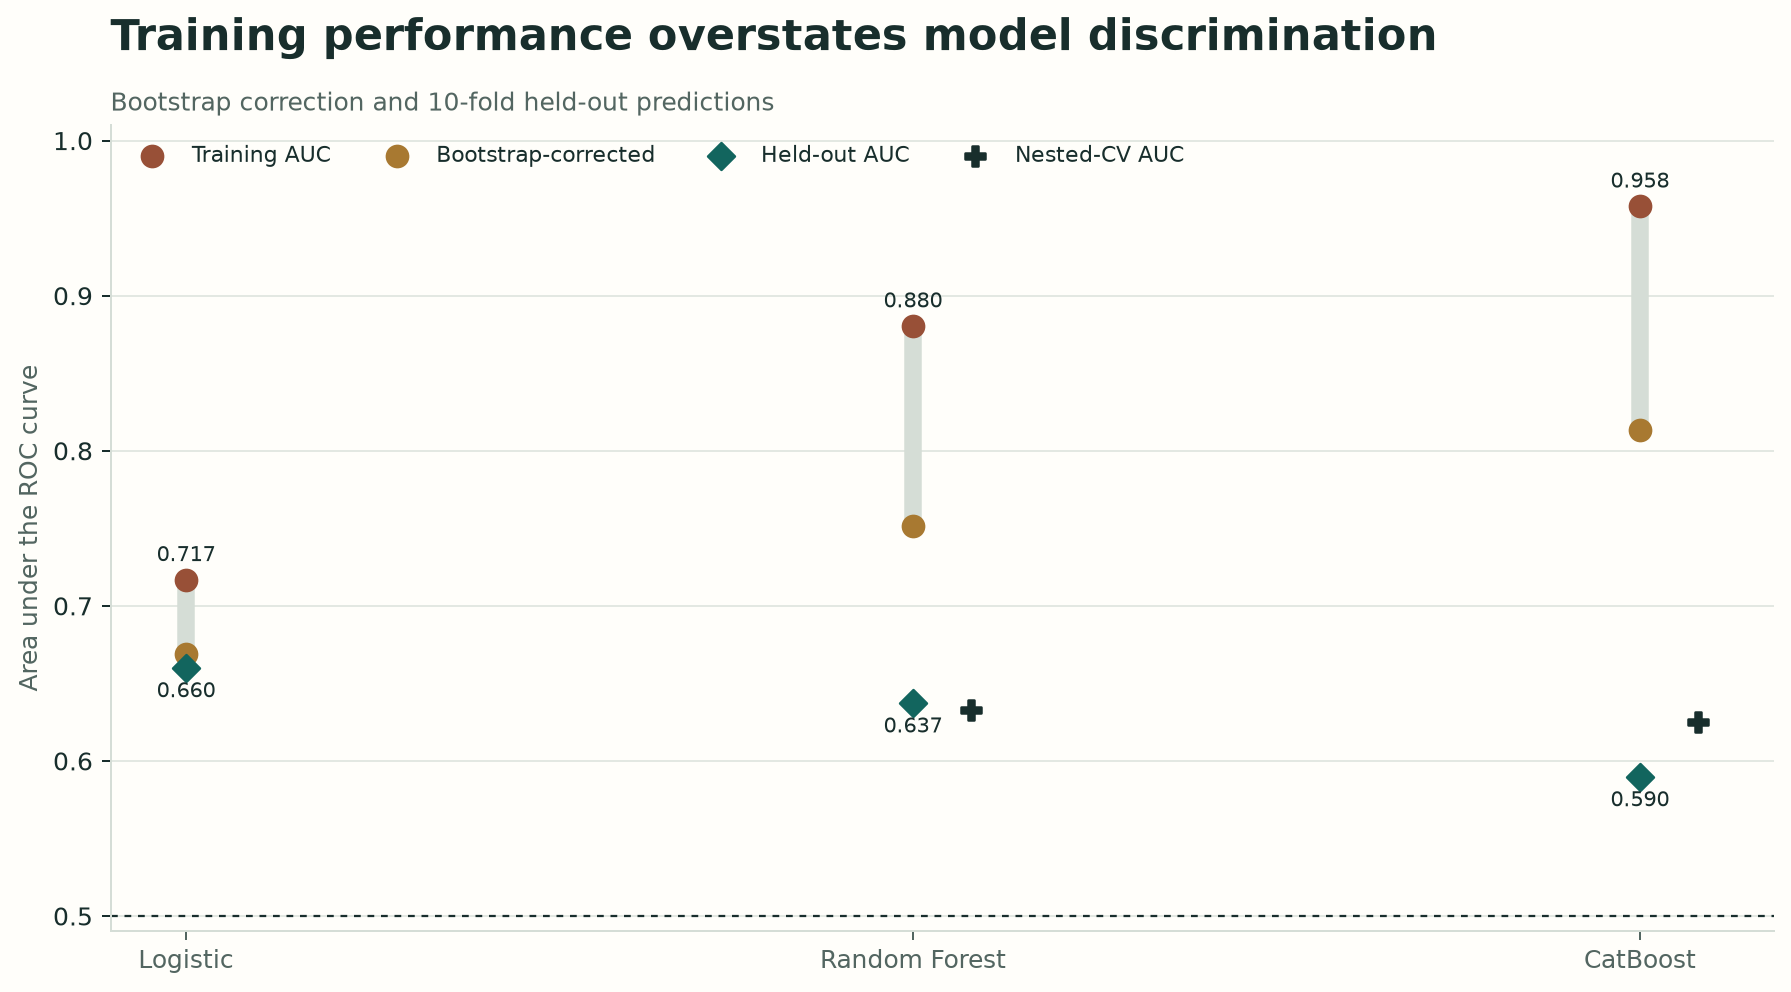 Training performance overstates model discrimination
Bootstrap correction and 10-fold held-out predictions
Training AUC
Bootstrap-corrected
Held-out AUC
Nested-CV AUC
Area under the ROC curve
1.0
0.9
0.8
0.7
0.6
0.5
0.717
0.660
0.880
0.637
0.958
0.590
Logistic
Random Forest
CatBoost